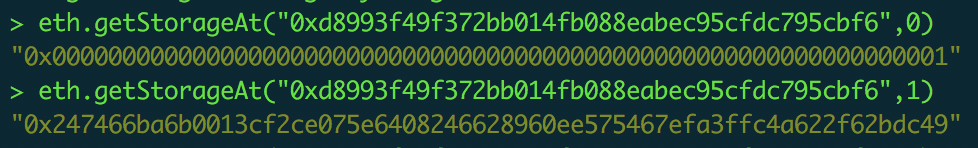 > eth.getStorageAt("0xd8993f49f372bb014fb088eabec95cfdc795cbf6",0)
"0x0000000000000000000000000000000000000000000000000000000000000001"
> eth.getStorageAt("0xd8993f49f372bb014fb088eabec95cfdc795cbf6",1)
"0x247466ba6b0013cf2ce075e6408246628960ee575467efa3ffc4a622f62bdc49"